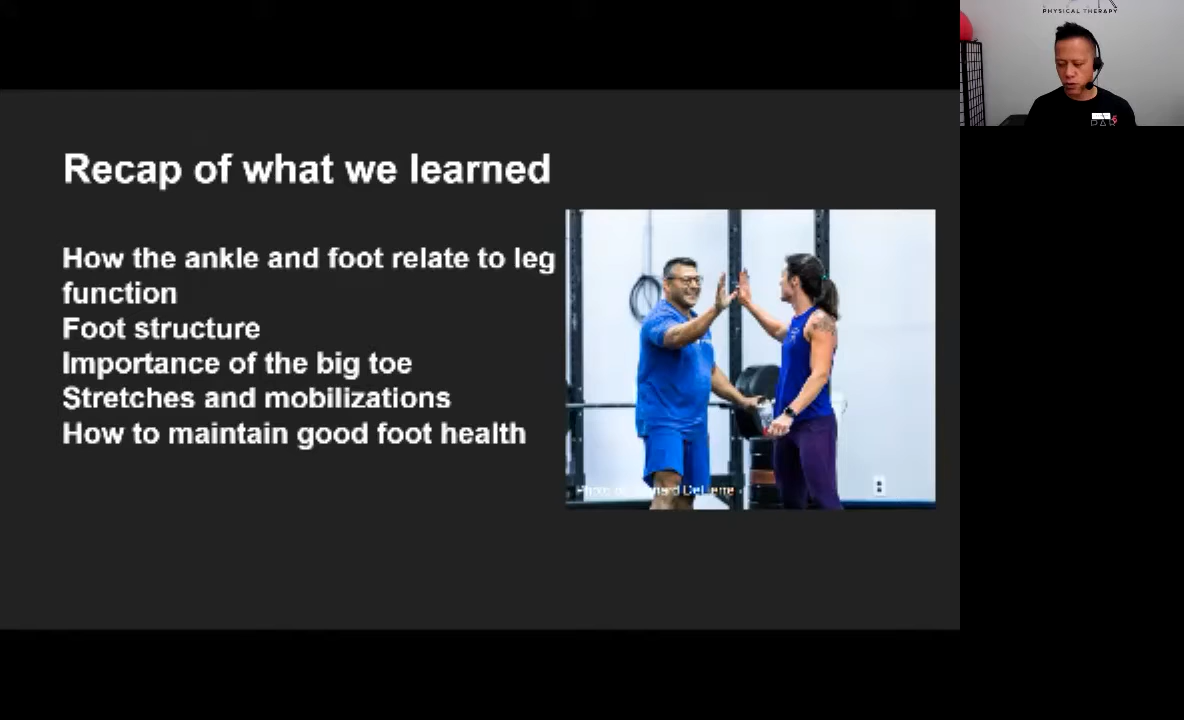 PHYSICAL THERAPY
Recap of what we learned
How the ankle and foot relate to leg
function
Foot structure
Importance of the big toe
Stretches and mobilizations
How to maintain good foot health